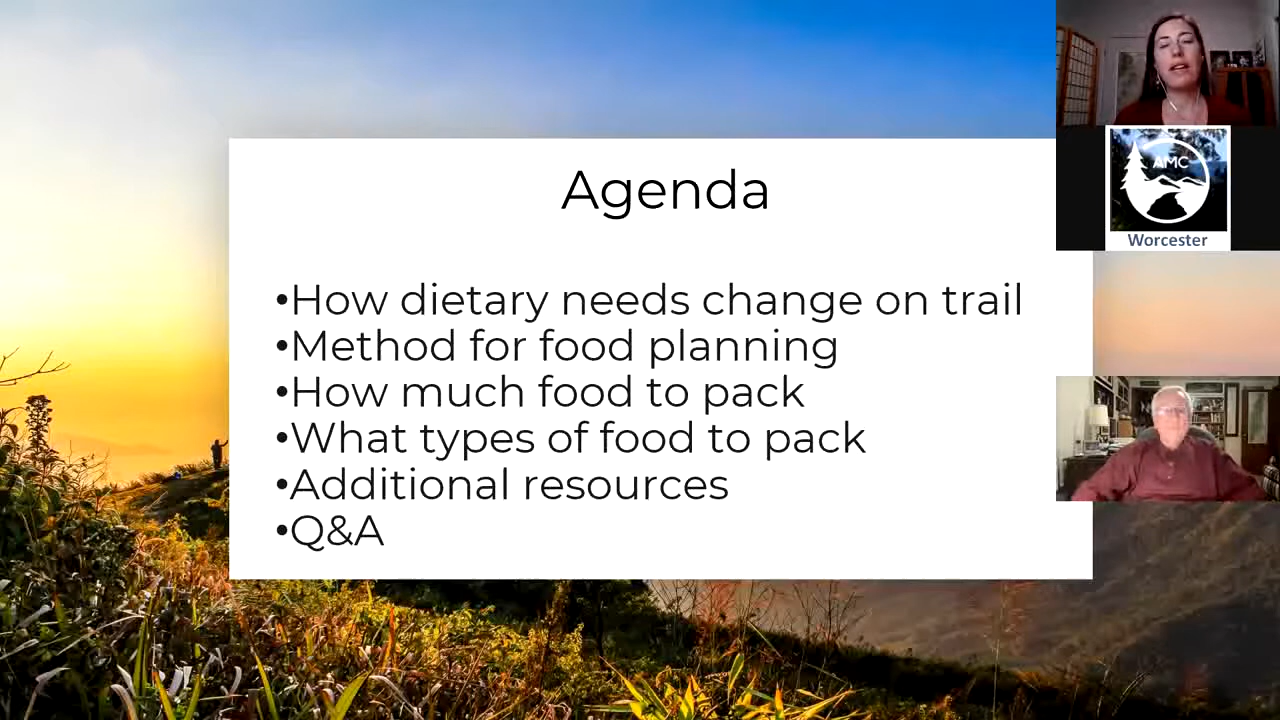 Agenda
•How dietary needs change on trail
•Method for food planning
•How much food to pack
•What types of food to pack
•Additional resources
•Q&A
AMC
Worcester